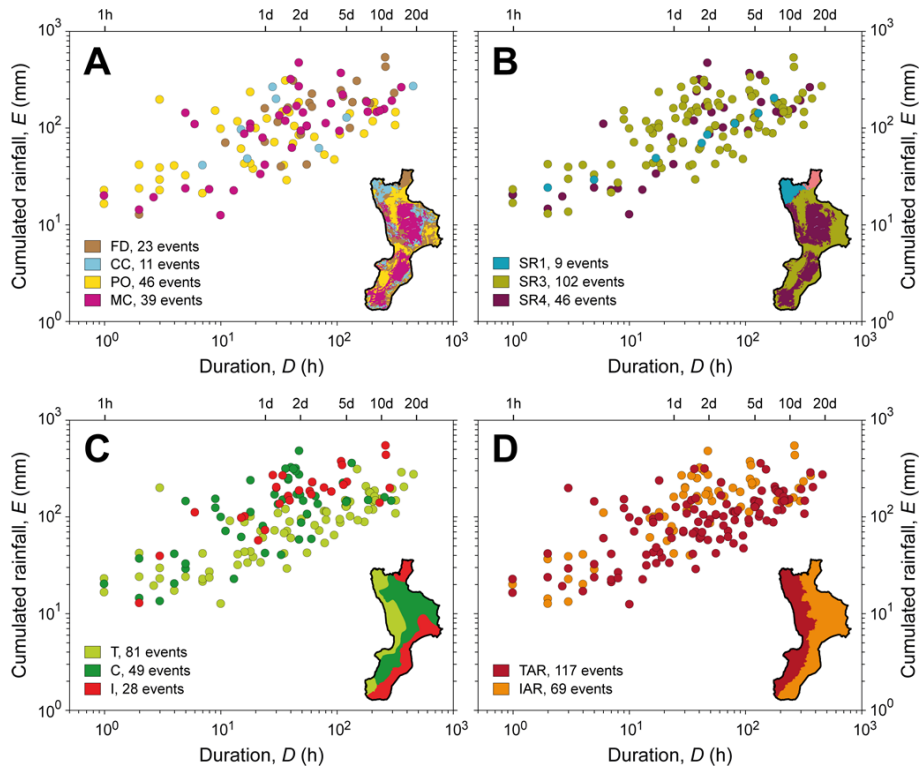 1h 1d 2d 5d 10d 20d
10³
10²
10¹
10⁰
Cumulated rainfall, E (mm)
A
FD, 23 events
CC, 11 events
PO, 46 events
MC, 39 events
10⁰ 10¹ 10² 10³
Duration, D (h)
1h 1d 2d 5d 10d 20d
10³
10²
10¹
10⁰
Cumulated rainfall, E (mm)
B
SR1, 9 events
SR3, 102 events
SR4, 46 events
10⁰ 10¹ 10² 10³
Duration, D (h)
1h 1d 2d 5d 10d 20d
10³
10²
10¹
10⁰
Cumulated rainfall, E (mm)
C
T, 81 events
C, 49 events
I, 28 events
10⁰ 10¹ 10² 10³
Duration, D (h)
1h 1d 2d 5d 10d 20d
10³
10²
10¹
10⁰
Cumulated rainfall, E (mm)
D
TAR, 117 events
IAR, 69 events
10⁰ 10¹ 10² 10³
Duration, D (h)